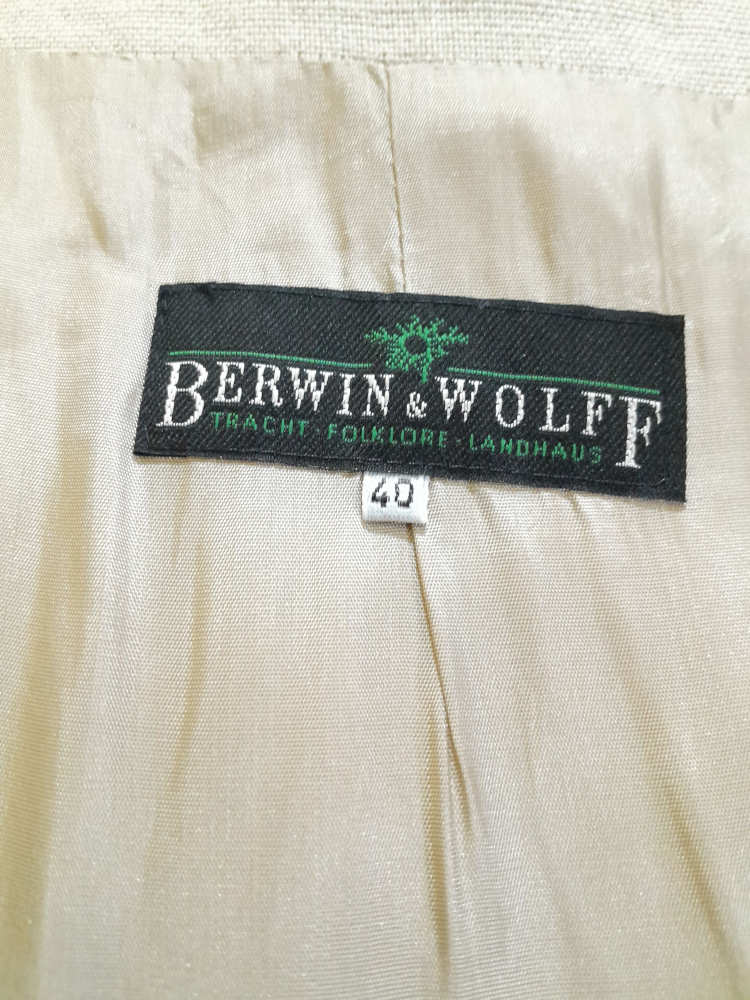 BERWIN & WOLFF
TRACHT · FOLKLORE · LANDHAUS
40